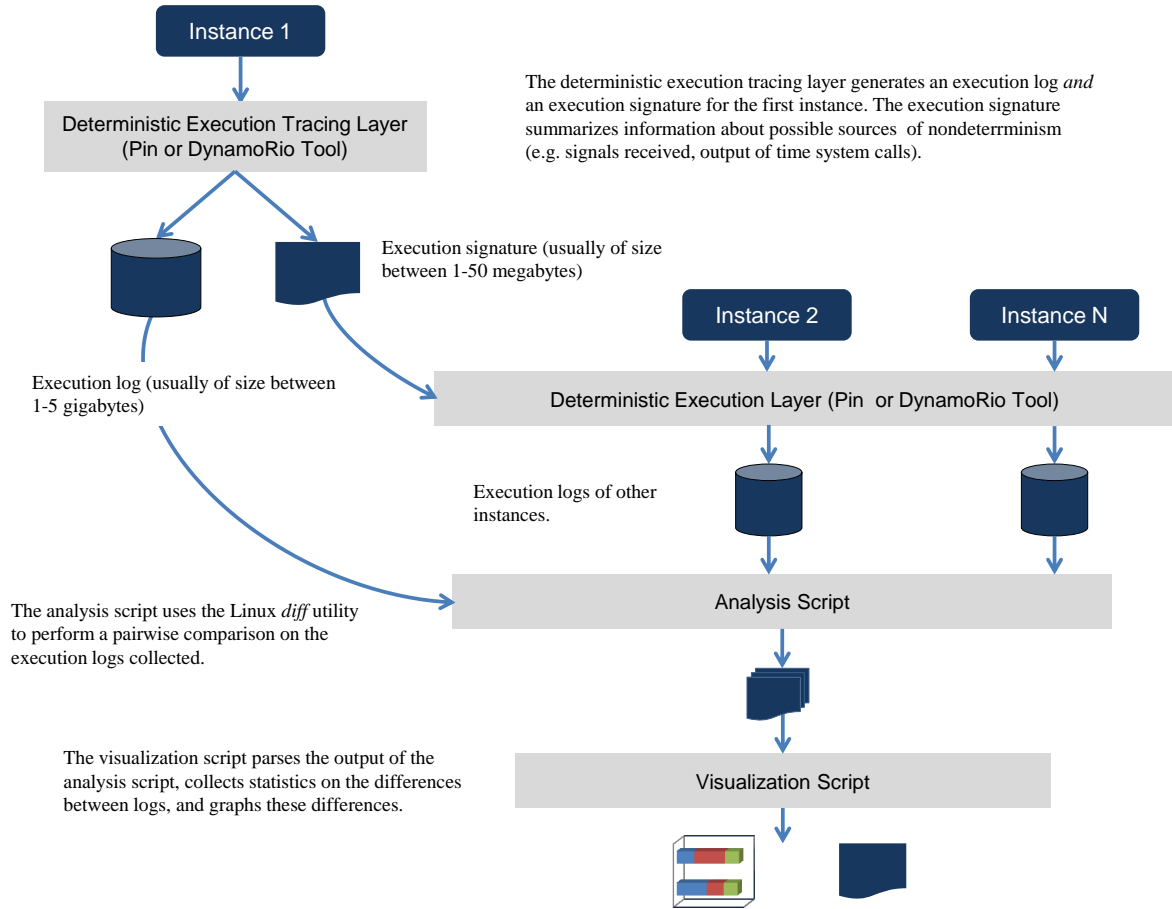 Instance 1
The deterministic execution tracing layer generates an execution log and
an execution signature for the first instance. The execution signature
summarizes information about possible sources of nondeterrminism
(e.g. signals received, output of time system calls).
Deterministic Execution Tracing Layer
(Pin or DynamoRio Tool)
Execution signature (usually of size
between 1-50 megabytes)
Instance 2
Instance N
Execution log (usually of size between
1-5 gigabytes)
Deterministic Execution Layer (Pin or DynamoRio Tool)
Execution logs of other
instances.
Analysis Script
The analysis script uses the Linux diff utility
to perform a pairwise comparison on the
execution logs collected.
The visualization script parses the output of the
analysis script, collects statistics on the differences
between logs, and graphs these differences.
Visualization Script